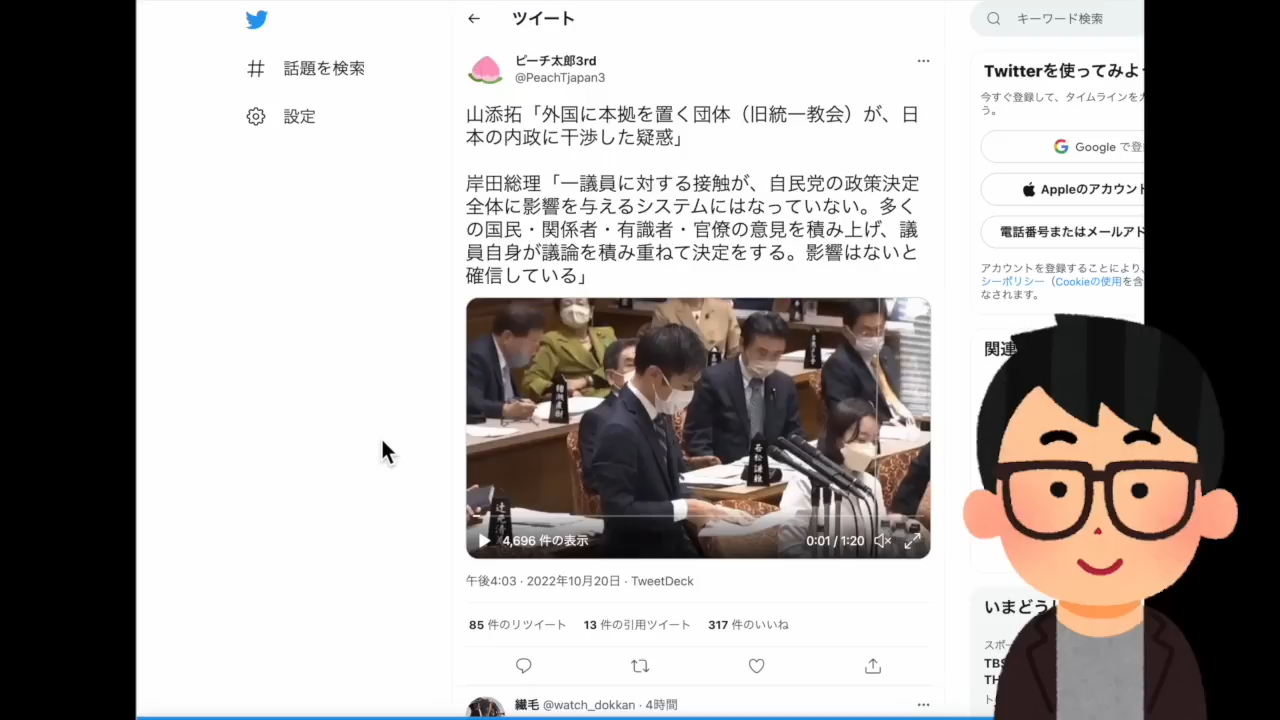 ツイート
キーワード検索
話題を検索
設定
ピーチ太郎3rd
@PeachTjapan3
山添拓「外国に本拠を置く団体（旧統一教会）が、日
本の内政に干渉した疑惑」
岸田総理「一議員に対する接触が、自民党の政策決定
全体に影響を与えるシステムにはなっていない。多く
の国民・関係者・有識者・官僚の意見を積み上げ、議
員自身が議論を積み重ねて決定をする。影響はないと
確信している」
若松謙維
4,696 件の表示
0:01 / 1:20
午後4:03 · 2022年10月20日 · TweetDeck
85 件のリツイート 13 件の引用ツイート 317 件のいいね
繊毛 @watch_dokkan · 4時間
Twitterを使ってみよ
今すぐ登録して、タイムラインを
う。
Google で登
Appleのアカウント
電話番号またはメールアド
アカウントを登録することにより、
シーポリシー（Cookieの使用を含
なされます。
関連
いまどう
スポー
TBS
TH
ト